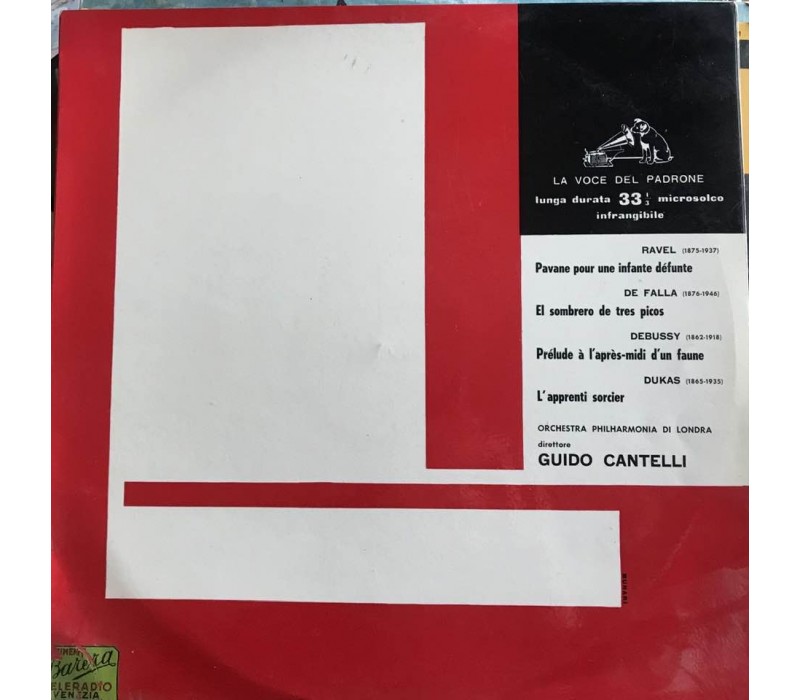 LA VOCE DEL PADRONE
lunga durata 33 1/3 microsolco
infrangibile
RAVEL (1875-1937)
Pavane pour une infante défunte
DE FALLA (1876-1946)
El sombrero de tres picos
DEBUSSY (1862-1918)
Prélude à l'après-midi d'un faune
DUKAS (1865-1935)
L'apprenti sorcier
ORCHESTRA PHILHARMONIA DI LONDRA
direttore
GUIDO CANTELLI
Barera
VENEZIA